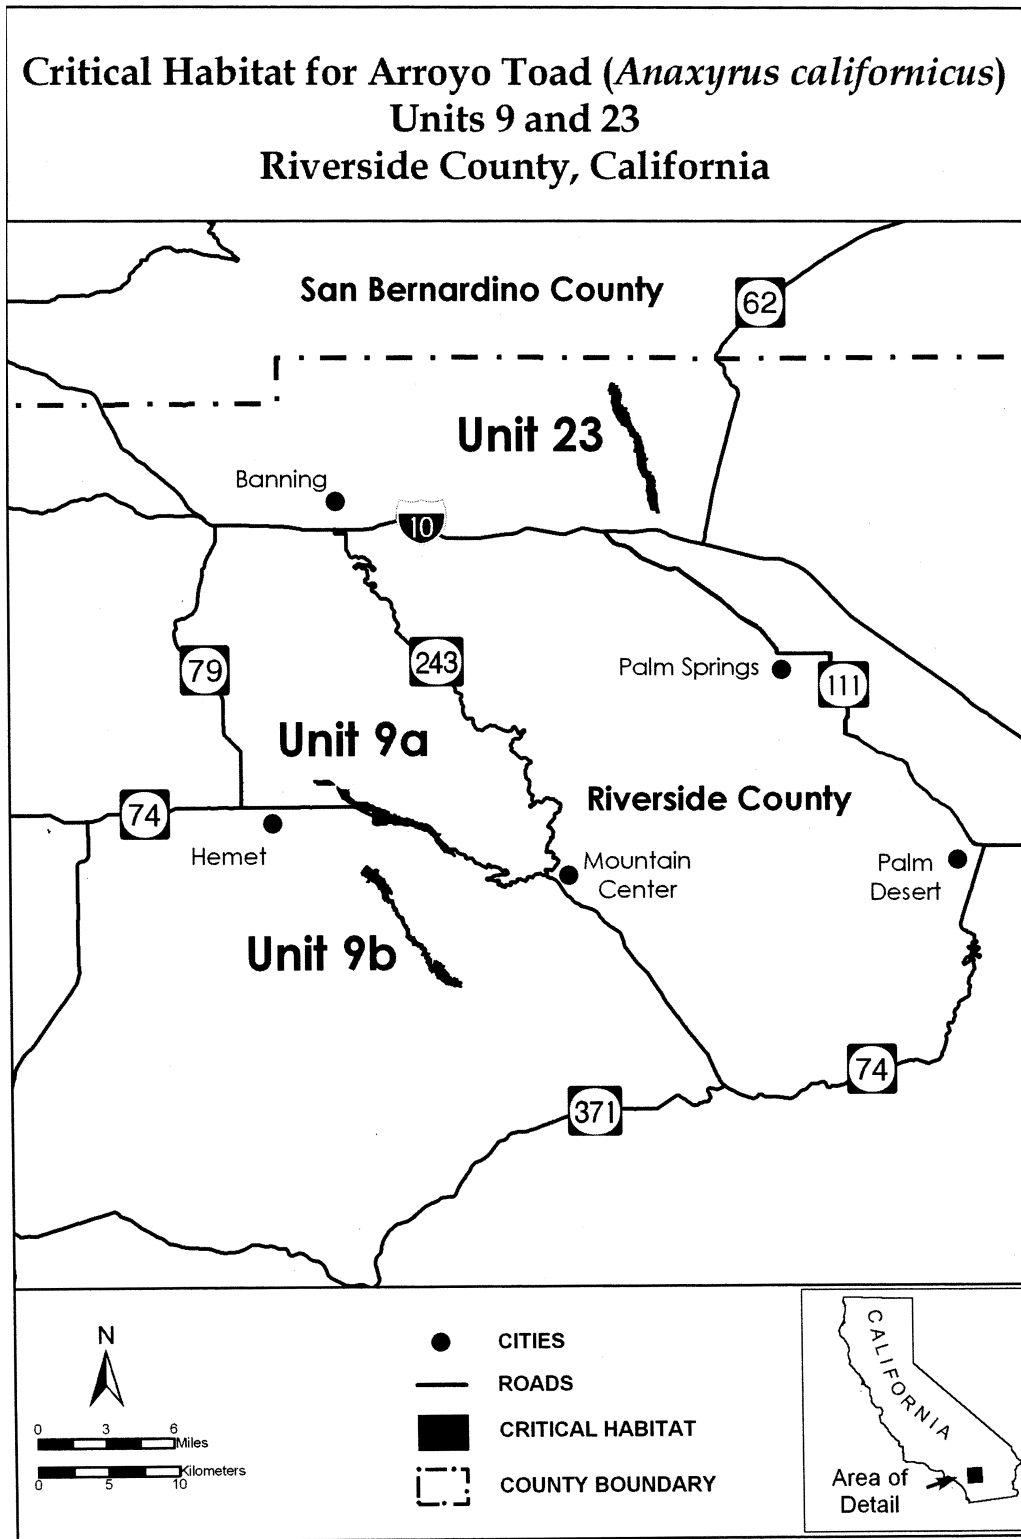 Critical Habitat for Arroyo Toad (Anaxyrus californicus)
Units 9 and 23
Riverside County, California
San Bernardino County
62
Unit 23
Banning
10
79
243
Palm Springs
111
Unit 9a
Riverside County
74
Hemet
Mountain
Center
Palm
Desert
Unit 9b
74
371
N
0 3 6
Miles
Kilometers
0 5 10
CITIES
ROADS
CRITICAL HABITAT
COUNTY BOUNDARY
CALIFORNIA
Area of
Detail